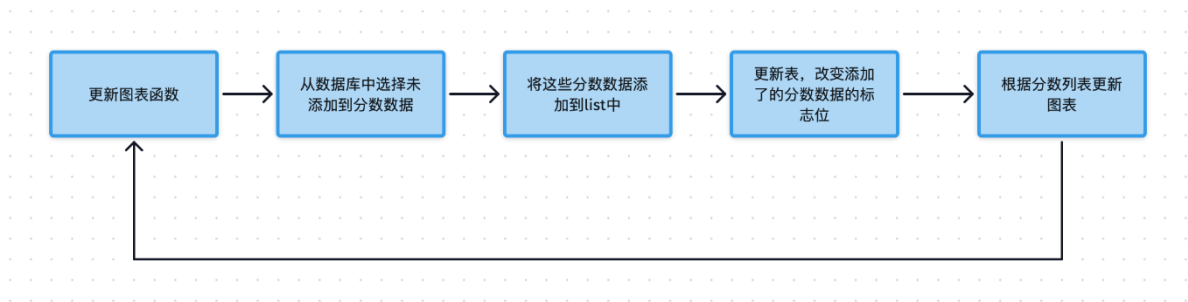 更新图表函数
从数据库中选择未
添加到分数数据
将这些分数数据添
加到list中
更新表，改变添加
了的分数数据的标
志位
根据分数列表更新
图表